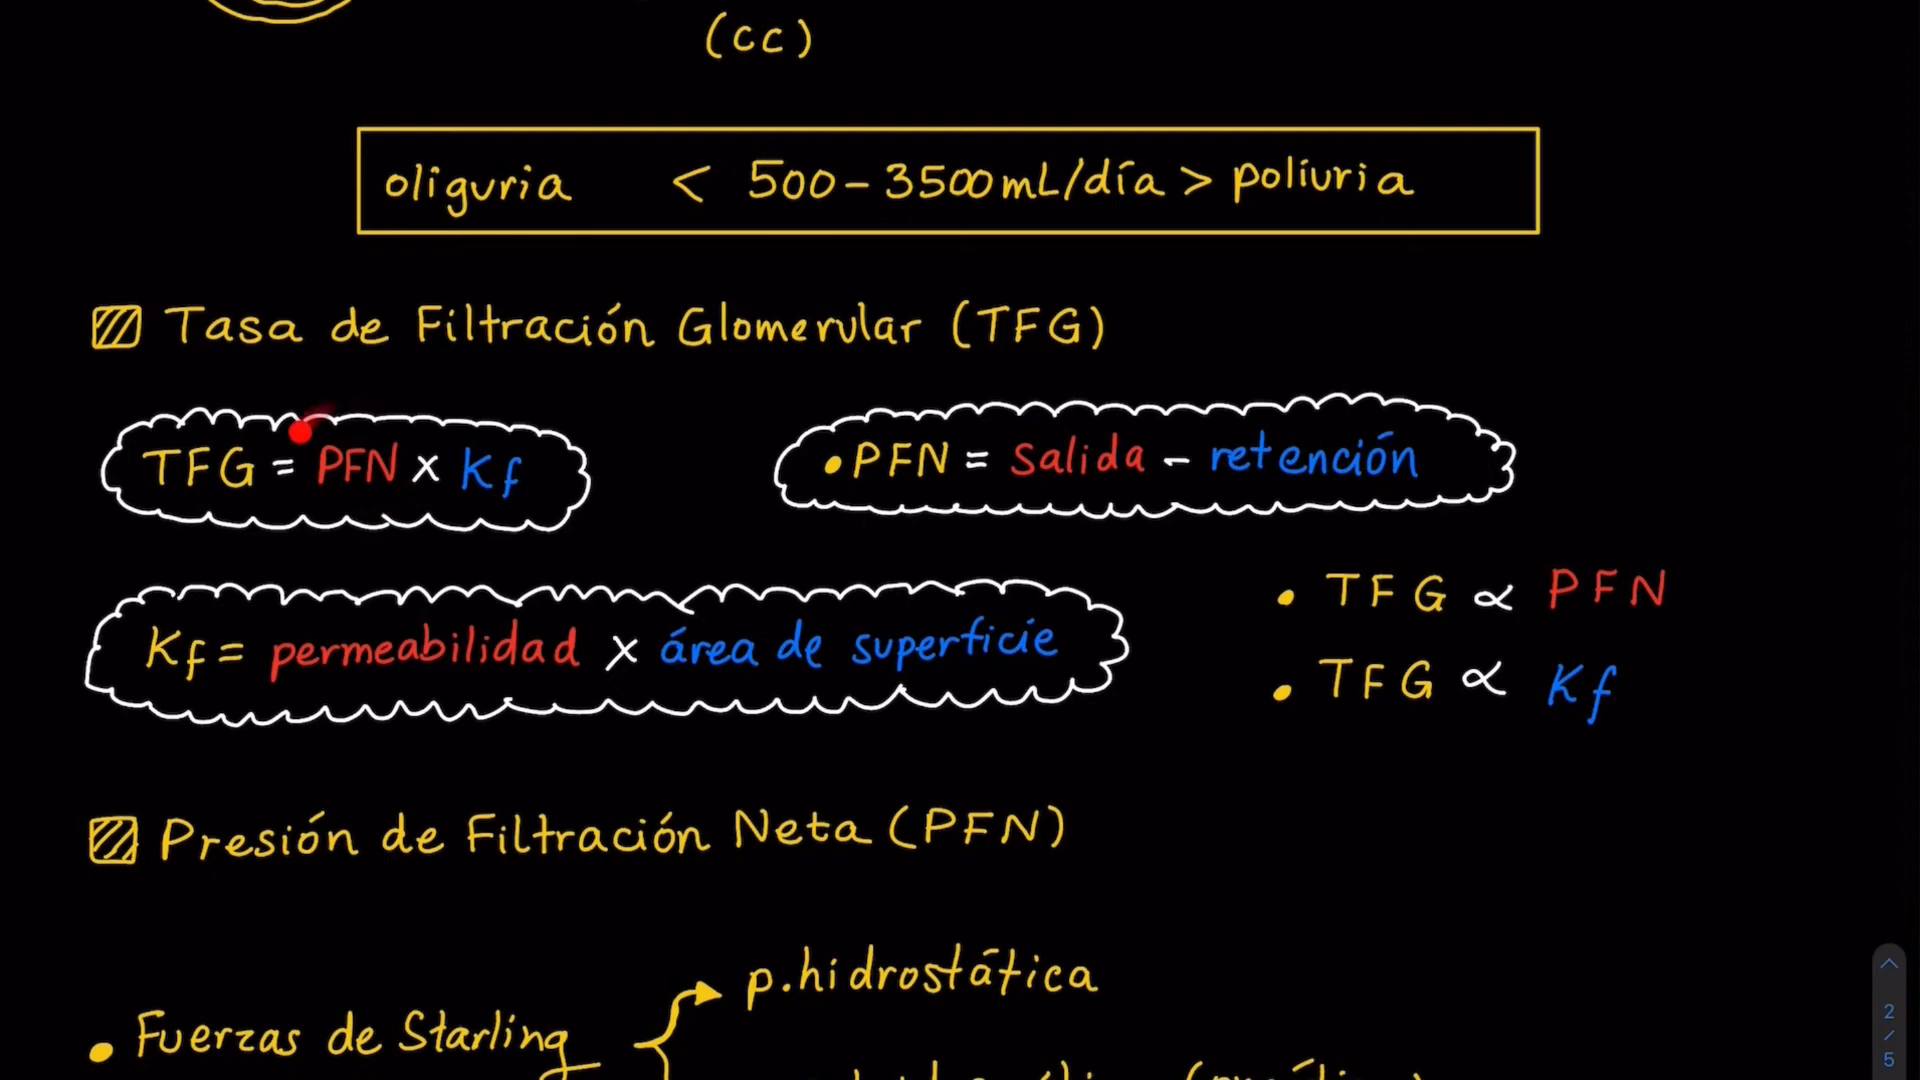 (cc)
oliguria < 500 - 3500mL/día > poliuria
Tasa de Filtración Glomerular (TFG)
TFG = PFN x Kf
• PFN = Salida - retención
Kf = permeabilidad x área de superficie
• TFG ∝ PFN
• TFG ∝ Kf
Presión de Filtración Neta (PFN)
p.hidrostática
• Fuerzas de Starling
2
/
5